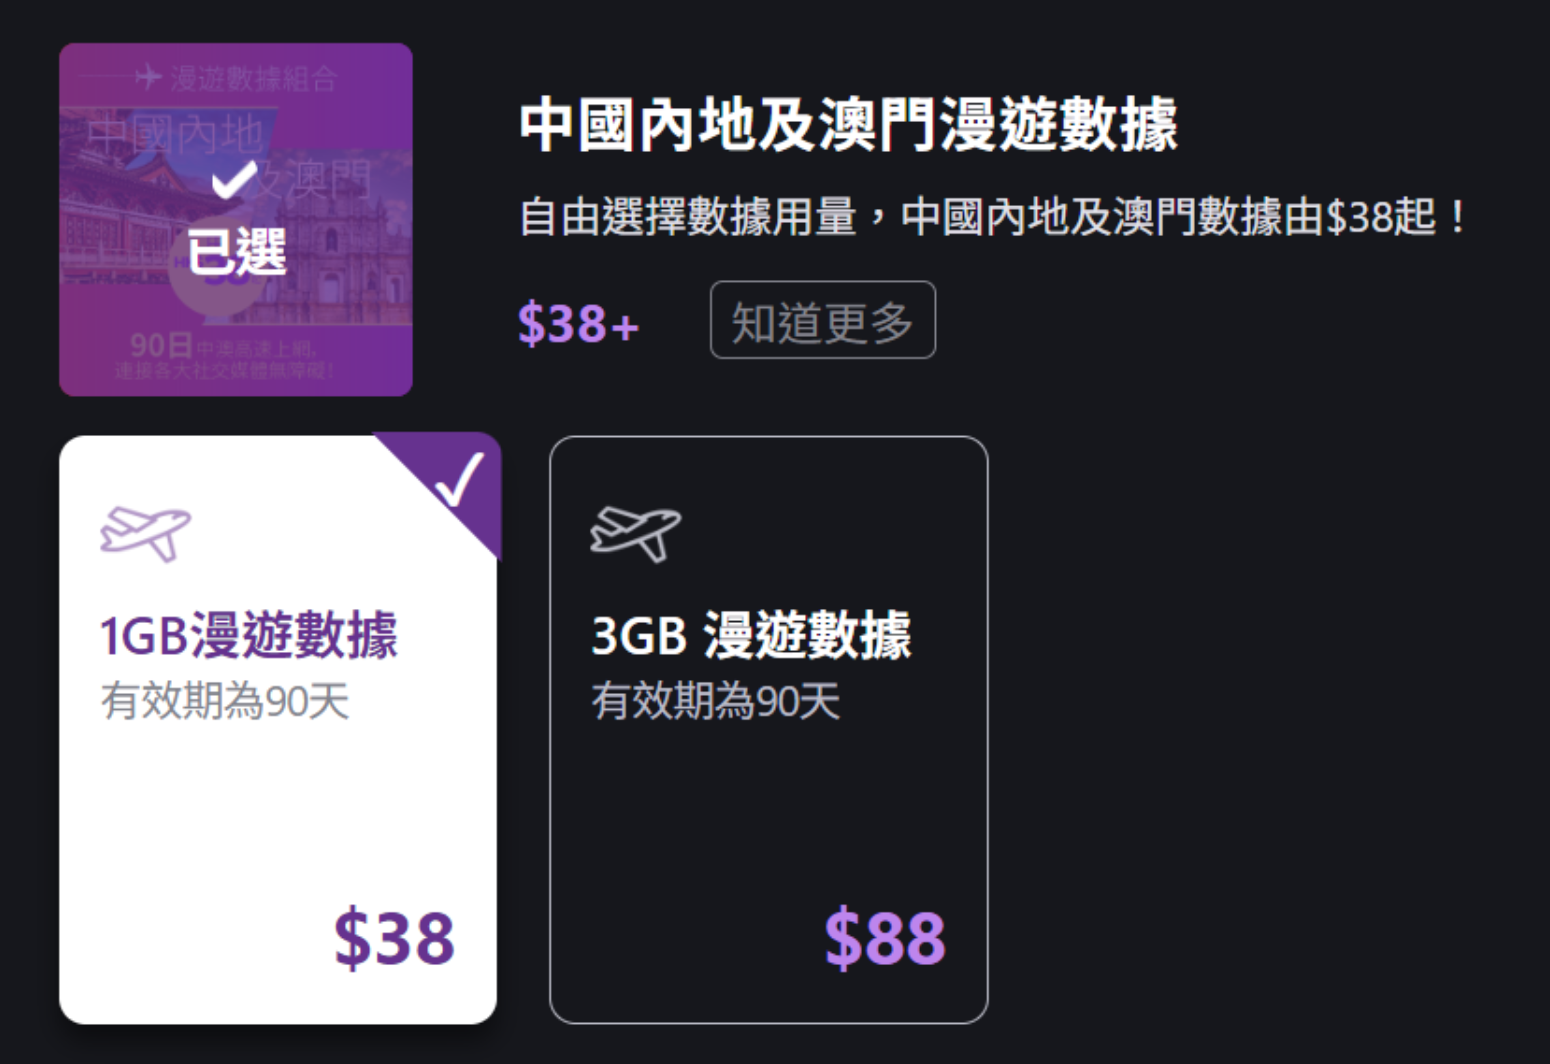 漫遊數據組合
中國內地
及澳門
已選
90日中澳高速上網,
連接各大社交媒體無障礙!
中國內地及澳門漫遊數據
自由選擇數據用量，中國內地及澳門數據由$38起！
$38+
知道更多
1GB漫遊數據
有效期為90天
$38
3GB 漫遊數據
有效期為90天
$88